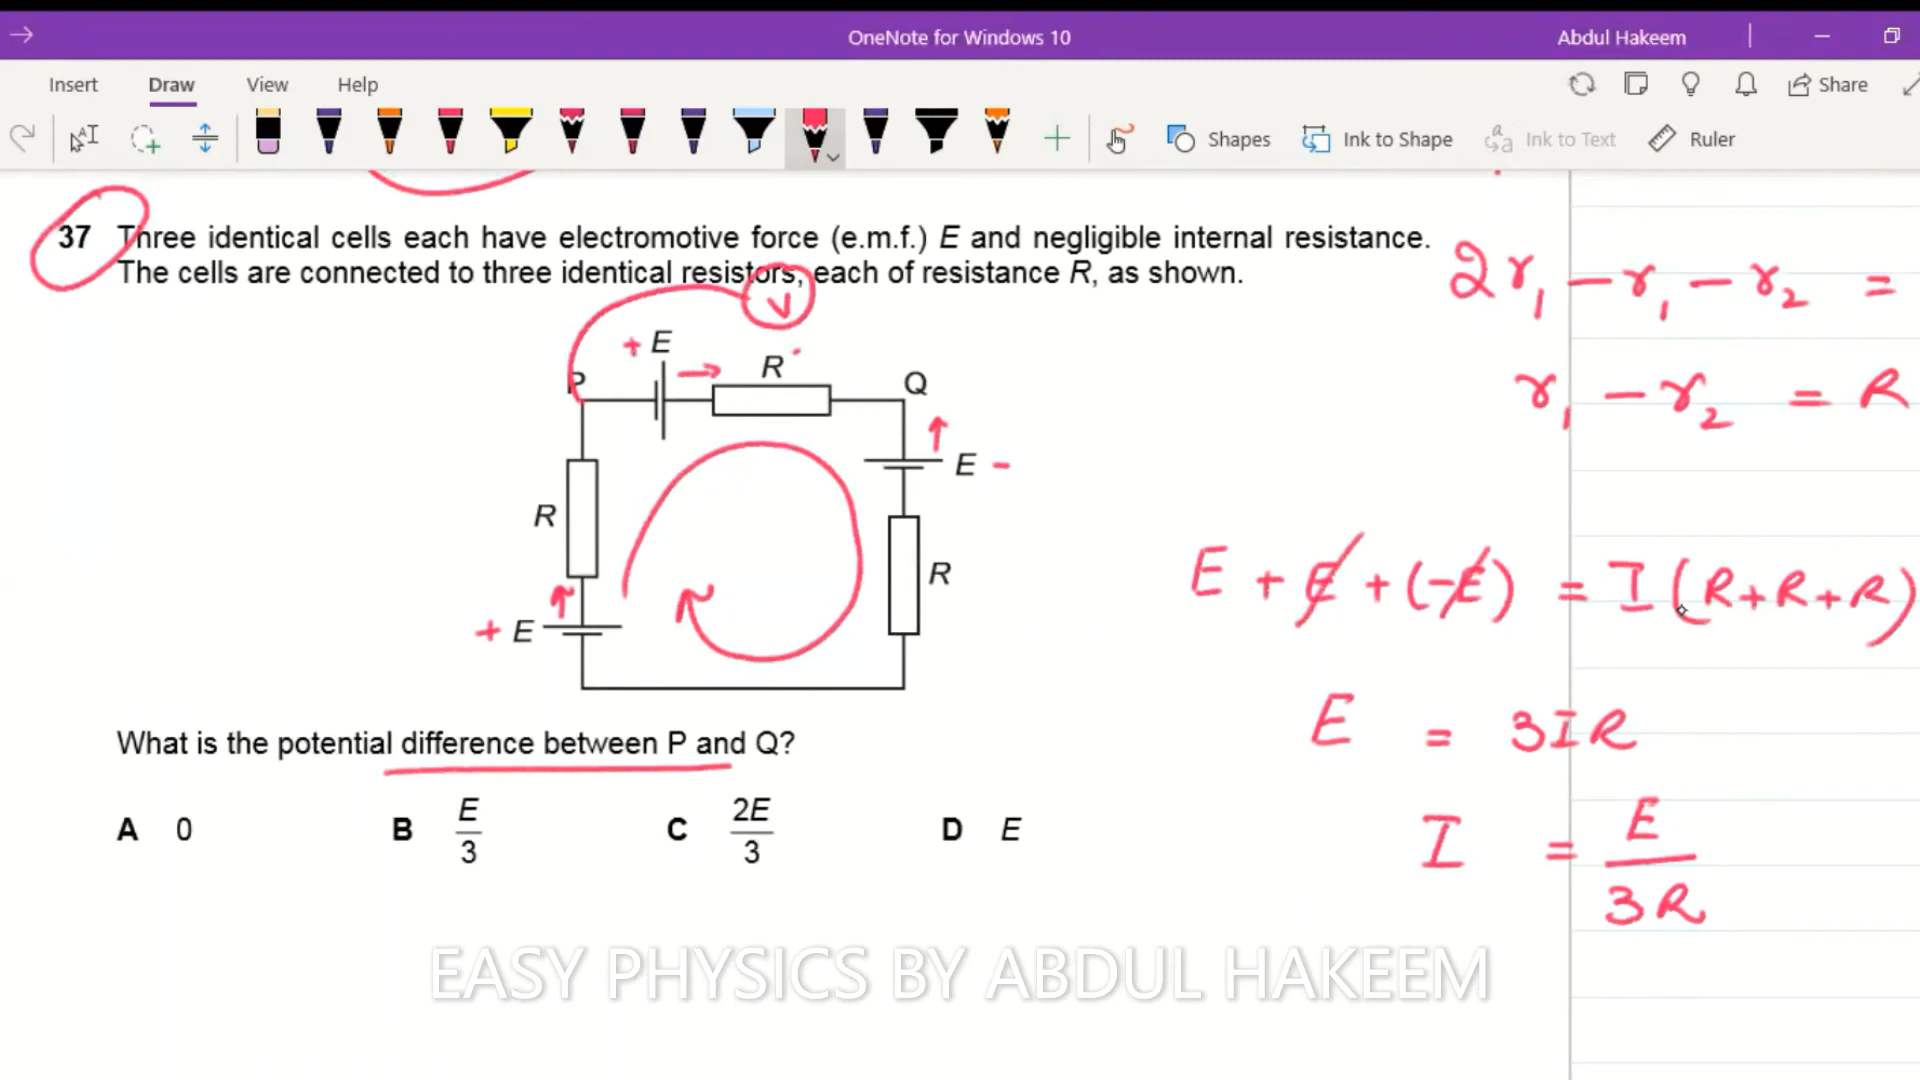 OneNote for Windows 10
Abdul Hakeem
Insert Draw View Help
Share
Shapes
Ink to Shape
Ink to Text
Ruler
37 Three identical cells each have electromotive force (e.m.f.) E and negligible internal resistance.
The cells are connected to three identical resistors, each of resistance R, as shown.
2r₁ − r₁ − r₂ =
r₁ − r₂ = R
V
+ E
R
P
Q
E −
R
R
+ E
E + E + (−E) = I(R+R+R)
E = 3IR
I = E/3R
What is the potential difference between P and Q?
A 0 B E/3 C 2E/3 D E
EASY PHYSICS BY ABDUL HAKEEM